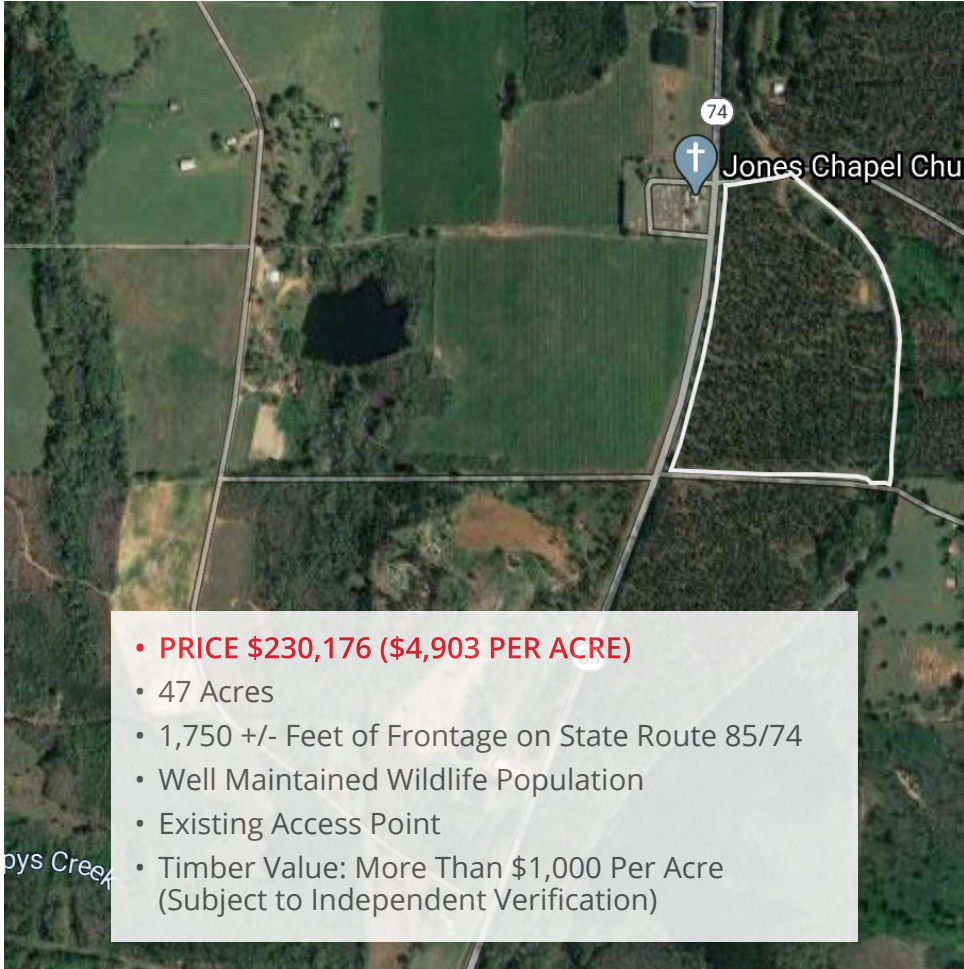 74
Jones Chapel Chu
• PRICE $230,176 ($4,903 PER ACRE)
• 47 Acres
• 1,750 +/- Feet of Frontage on State Route 85/74
• Well Maintained Wildlife Population
• Existing Access Point
• Timber Value: More Than $1,000 Per Acre
(Subject to Independent Verification)
pys Creek